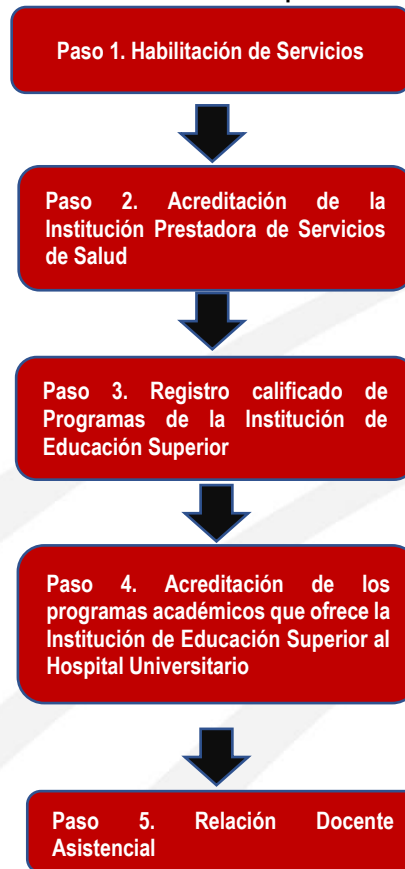 Paso 1. Habilitación de Servicios
Paso 2. Acreditación de la
Institución Prestadora de Servicios
de Salud
Paso 3. Registro calificado de
Programas de la Institución de
Educación Superior
Paso 4. Acreditación de los
programas académicos que ofrece la
Institución de Educación Superior al
Hospital Universitario
Paso 5. Relación Docente
Asistencial